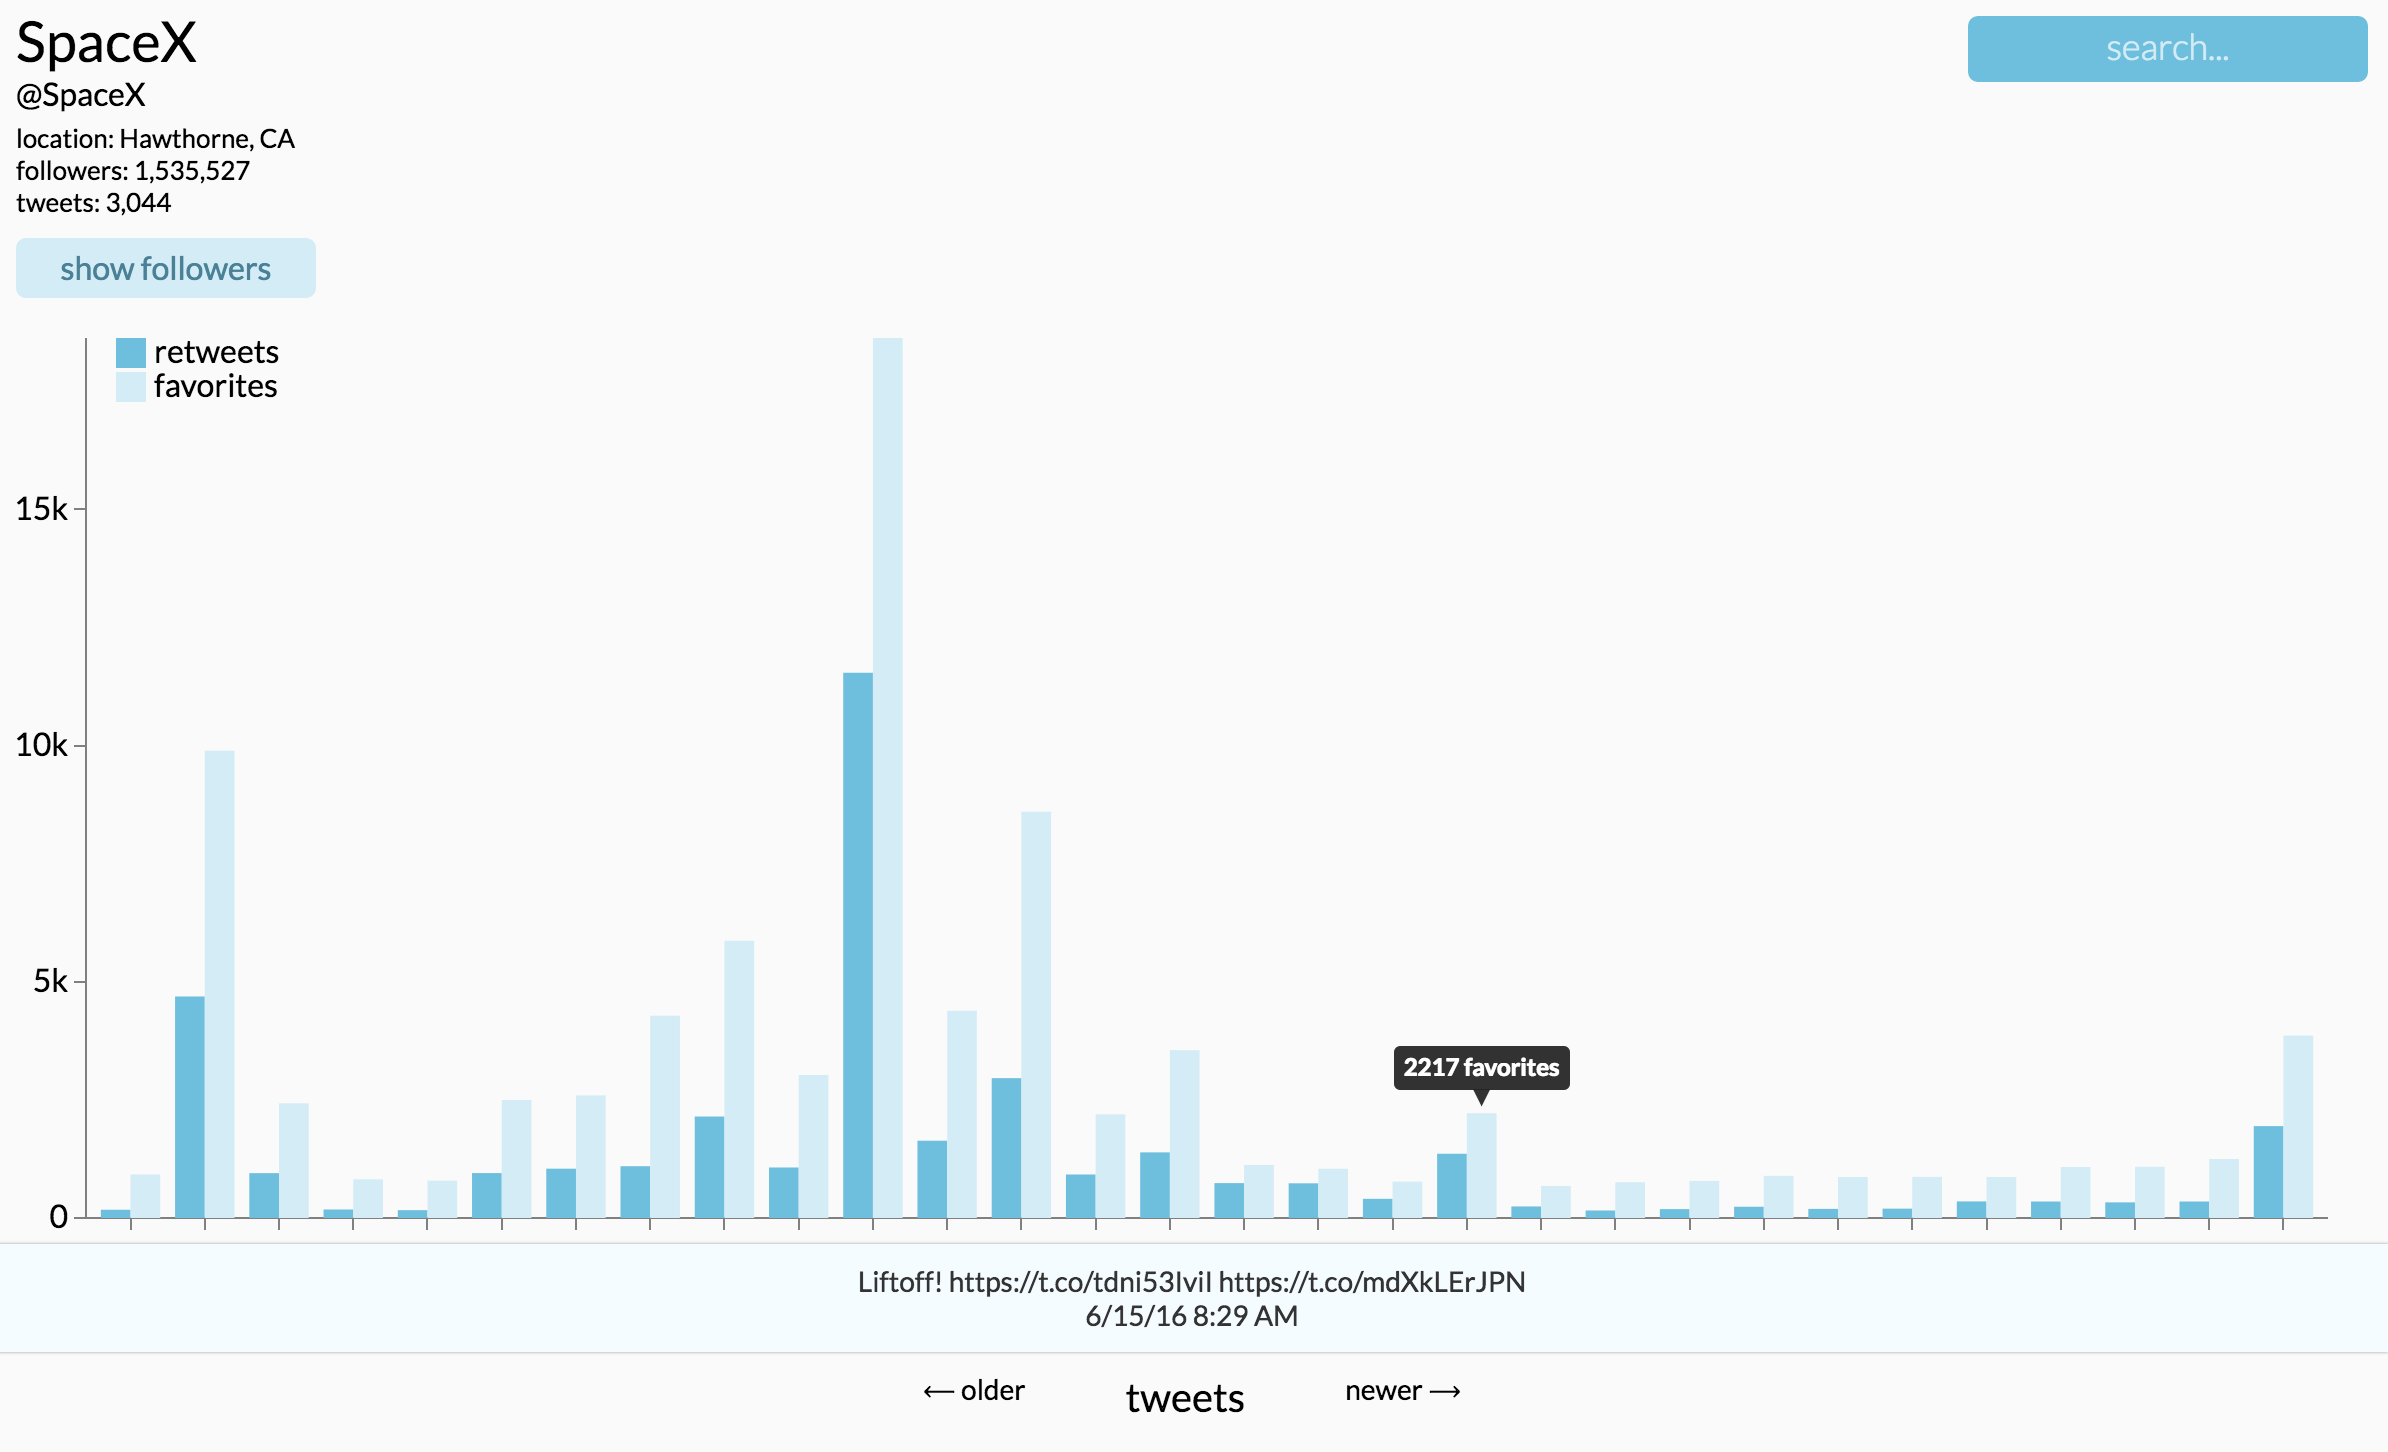 SpaceX
search...
@SpaceX
location: Hawthorne, CA
followers: 1,535,527
tweets: 3,044
show followers
retweets
favorites
15k
10k
5k
2217 favorites
0
Liftoff! https://t.co/tdni53IviI https://t.co/mdXkLErJPN
6/15/16 8:29 AM
⟵ older tweets newer ⟶